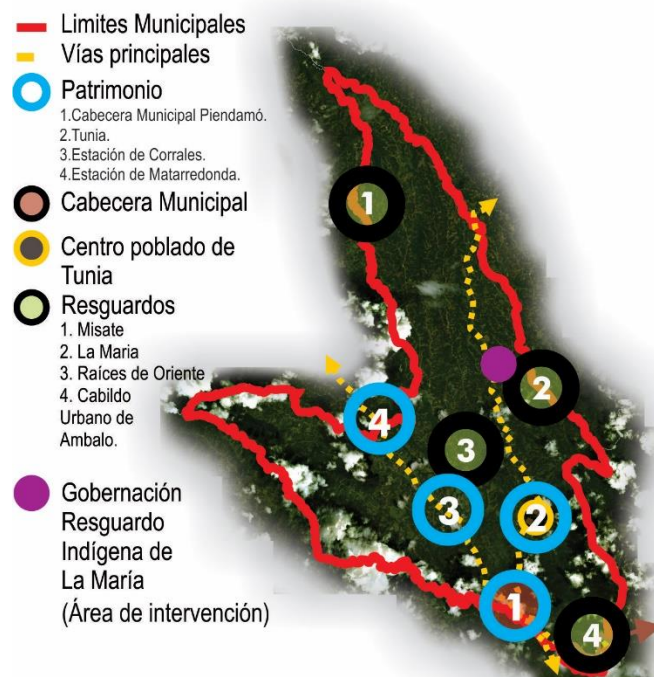 Limites Municipales
Vías principales
Patrimonio
1.Cabecera Municipal Piendamó.
2.Tunia.
3.Estación de Corrales.
4.Estación de Matarredonda.
Cabecera Municipal
Centro poblado de
Tunia
Resguardos
1. Misate
2. La Maria
3. Raíces de Oriente
4. Cabildo
Urbano de
Ambalo.
Gobernación
Resguardo
Indígena de
La María
(Área de intervención)
1
2
4
3
3
2
1
4